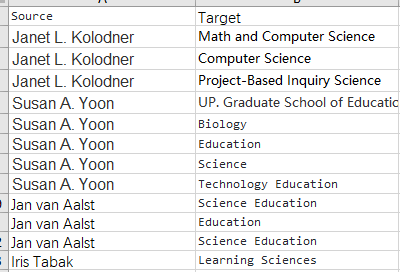 Source Target
Janet L. Kolodner Math and Computer Science
Janet L. Kolodner Computer Science
Janet L. Kolodner Project-Based Inquiry Science
Susan A. Yoon UP. Graduate School of Educatio
Susan A. Yoon Biology
Susan A. Yoon Education
Susan A. Yoon Science
Susan A. Yoon Technology Education
Jan van Aalst Science Education
Jan van Aalst Education
Jan van Aalst Science Education
Iris Tabak Learning Sciences